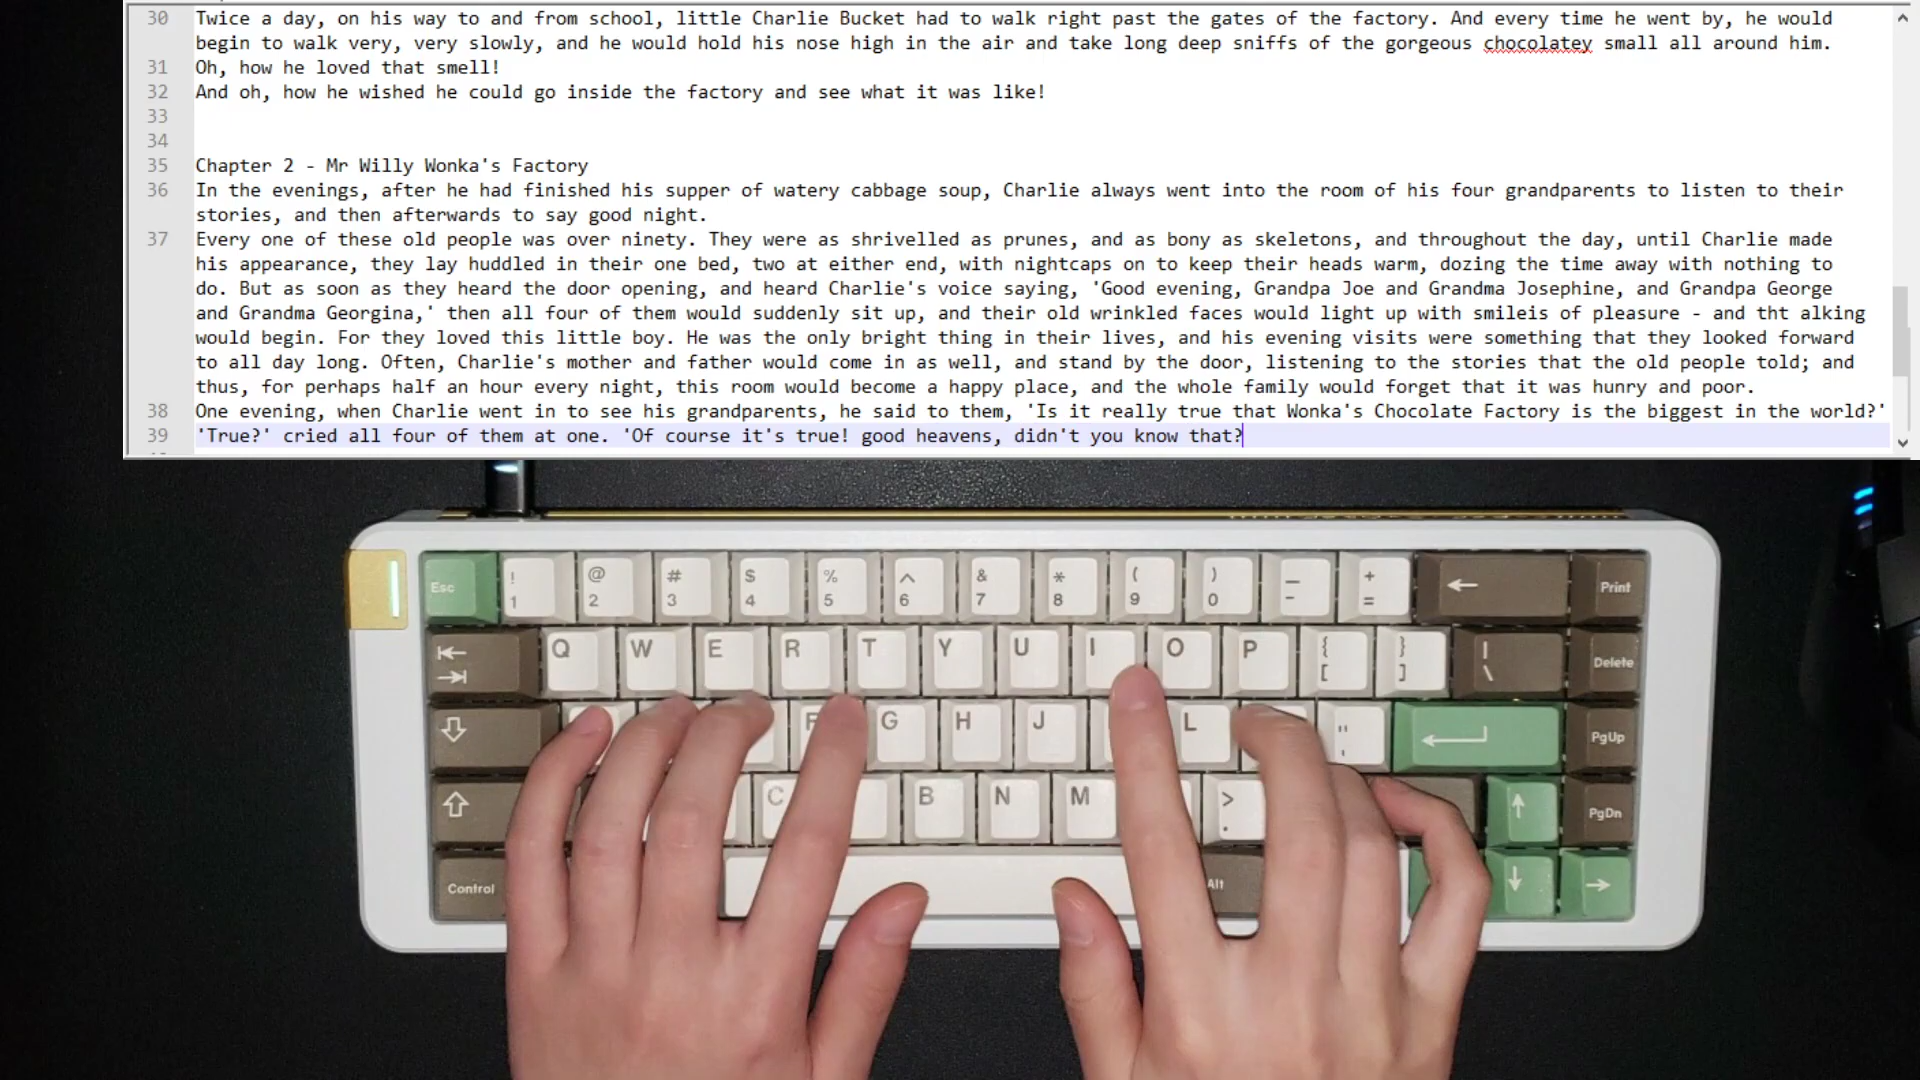 30 Twice a day, on his way to and from school, little Charlie Bucket had to walk right past the gates of the factory. And every time he went by, he would
begin to walk very, very slowly, and he would hold his nose high in the air and take long deep sniffs of the gorgeous chocolatey small all around him.
31 Oh, how he loved that smell!
32 And oh, how he wished he could go inside the factory and see what it was like!
33
34
35 Chapter 2 - Mr Willy Wonka's Factory
36 In the evenings, after he had finished his supper of watery cabbage soup, Charlie always went into the room of his four grandparents to listen to their
stories, and then afterwards to say good night.
37 Every one of these old people was over ninety. They were as shrivelled as prunes, and as bony as skeletons, and throughout the day, until Charlie made
his appearance, they lay huddled in their one bed, two at either end, with nightcaps on to keep their heads warm, dozing the time away with nothing to
do. But as soon as they heard the door opening, and heard Charlie's voice saying, 'Good evening, Grandpa Joe and Grandma Josephine, and Grandpa George
and Grandma Georgina,' then all four of them would suddenly sit up, and their old wrinkled faces would light up with smileis of pleasure - and tht alking
would begin. For they loved this little boy. He was the only bright thing in their lives, and his evening visits were something that they looked forward
to all day long. Often, Charlie's mother and father would come in as well, and stand by the door, listening to the stories that the old people told; and
thus, for perhaps half an hour every night, this room would become a happy place, and the whole family would forget that it was hunry and poor.
38 One evening, when Charlie went in to see his grandparents, he said to them, 'Is it really true that Wonka's Chocolate Factory is the biggest in the world?'
39 'True?' cried all four of them at one. 'Of course it's true! good heavens, didn't you know that?
Esc ! 1 @ 2 # 3 $ 4 % 5 ^ 6 & 7 * 8 ( 9 ) 0 _ - + = ← Print
Q W E R T Y U I O P { [ } ] | \ Delete
F G H J L " ' PgUp
C B N M > . PgDn
Control Alt ↓ →